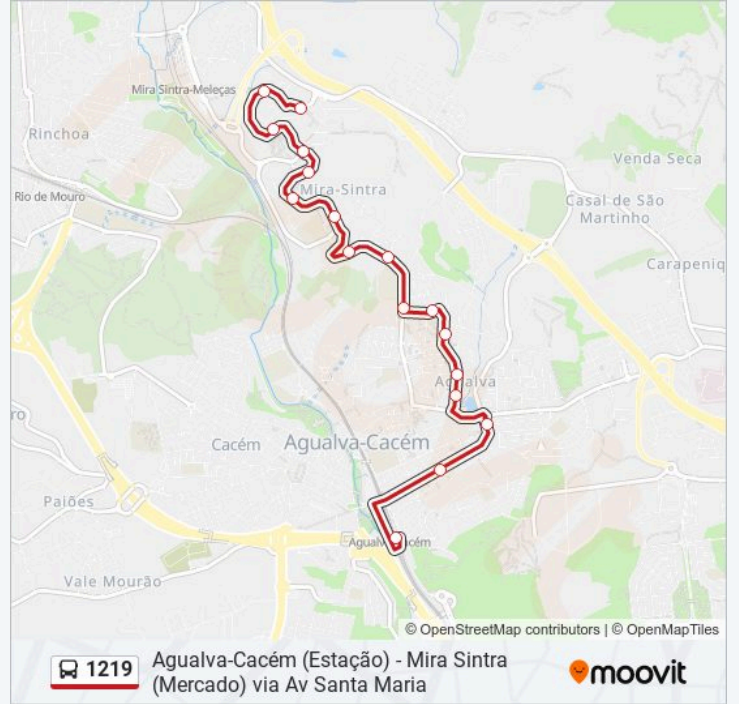 Mira Sintra-Meleças
Rinchoa
Venda Seca
Mira-Sintra
Rio de Mouro
Casal de São
Martinho
Carapeniq
Agualva
ro
Cacém
Agualva-Cacém
Paiões
Vale Mourão
© OpenStreetMap contributors | © OpenMapTiles
1219
Agualva-Cacém (Estação) - Mira Sintra
(Mercado) via Av Santa Maria
moovit